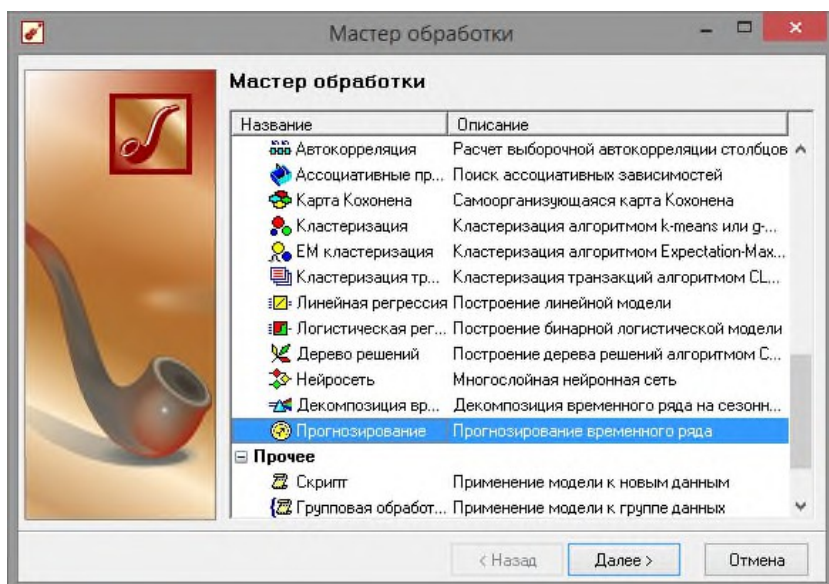 Мастер обработки
Мастер обработки
Название Описание
Автокорреляция Расчет выборочной автокорреляции столбцов
Ассоциативные пр... Поиск ассоциативных зависимостей
Карта Кохонена Самоорганизующаяся карта Кохонена
Кластеризация Кластеризация алгоритмом k-means или g-...
EM кластеризация Кластеризация алгоритмом Expectation-Max...
Кластеризация тр... Кластеризация транзакций алгоритмом CL...
Линейная регрессия Построение линейной модели
Логистическая рег... Построение бинарной логистической модели
Дерево решений Построение дерева решений алгоритмом C...
Нейросеть Многослойная нейронная сеть
Декомпозиция вр... Декомпозиция временного ряда на сезонн...
Прогнозирование Прогнозирование временного ряда
Прочее
Скрипт Применение модели к новым данным
Групповая обработ... Применение модели к группе данных
< Назад Далее > Отмена